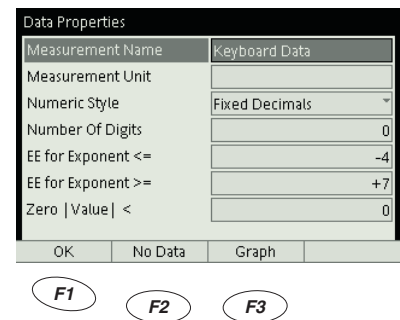 Data Properties
Measurement Name Keyboard Data
Measurement Unit
Numeric Style Fixed Decimals
Number Of Digits 0
EE for Exponent <= -4
EE for Exponent >= +7
Zero |Value| < 0
OK No Data Graph
F1 F2 F3